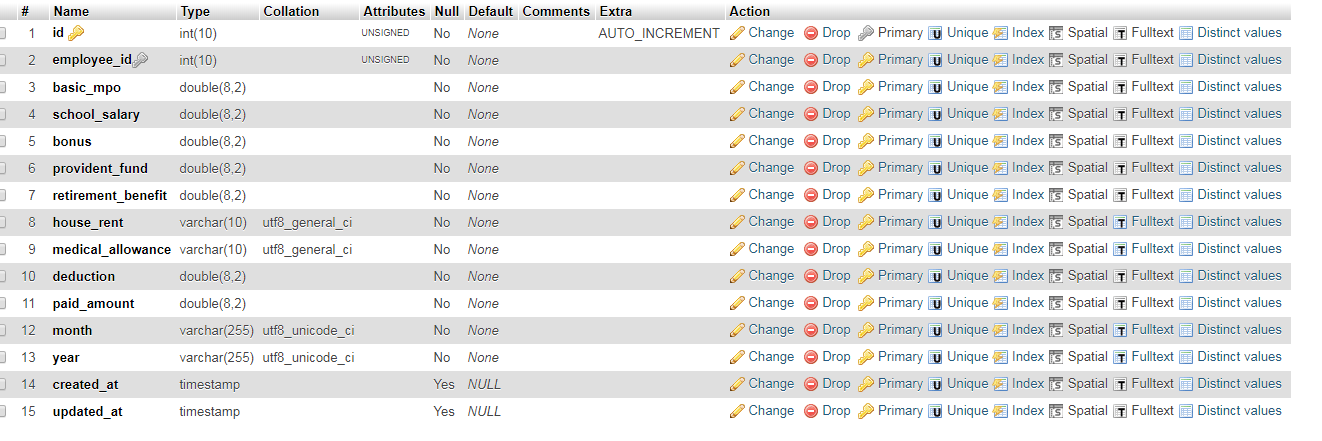 # Name Type Collation Attributes Null Default Comments Extra Action
1 id int(10) UNSIGNED No None AUTO_INCREMENT Change Drop Primary Unique Index Spatial Fulltext Distinct values
2 employee_id int(10) UNSIGNED No None Change Drop Primary Unique Index Spatial Fulltext Distinct values
3 basic_mpo double(8,2) No None Change Drop Primary Unique Index Spatial Fulltext Distinct values
4 school_salary double(8,2) No None Change Drop Primary Unique Index Spatial Fulltext Distinct values
5 bonus double(8,2) No None Change Drop Primary Unique Index Spatial Fulltext Distinct values
6 provident_fund double(8,2) No None Change Drop Primary Unique Index Spatial Fulltext Distinct values
7 retirement_benefit double(8,2) No None Change Drop Primary Unique Index Spatial Fulltext Distinct values
8 house_rent varchar(10) utf8_general_ci No None Change Drop Primary Unique Index Spatial Fulltext Distinct values
9 medical_allowance varchar(10) utf8_general_ci No None Change Drop Primary Unique Index Spatial Fulltext Distinct values
10 deduction double(8,2) No None Change Drop Primary Unique Index Spatial Fulltext Distinct values
11 paid_amount double(8,2) No None Change Drop Primary Unique Index Spatial Fulltext Distinct values
12 month varchar(255) utf8_unicode_ci No None Change Drop Primary Unique Index Spatial Fulltext Distinct values
13 year varchar(255) utf8_unicode_ci No None Change Drop Primary Unique Index Spatial Fulltext Distinct values
14 created_at timestamp Yes NULL Change Drop Primary Unique Index Spatial Fulltext Distinct values
15 updated_at timestamp Yes NULL Change Drop Primary Unique Index Spatial Fulltext Distinct values